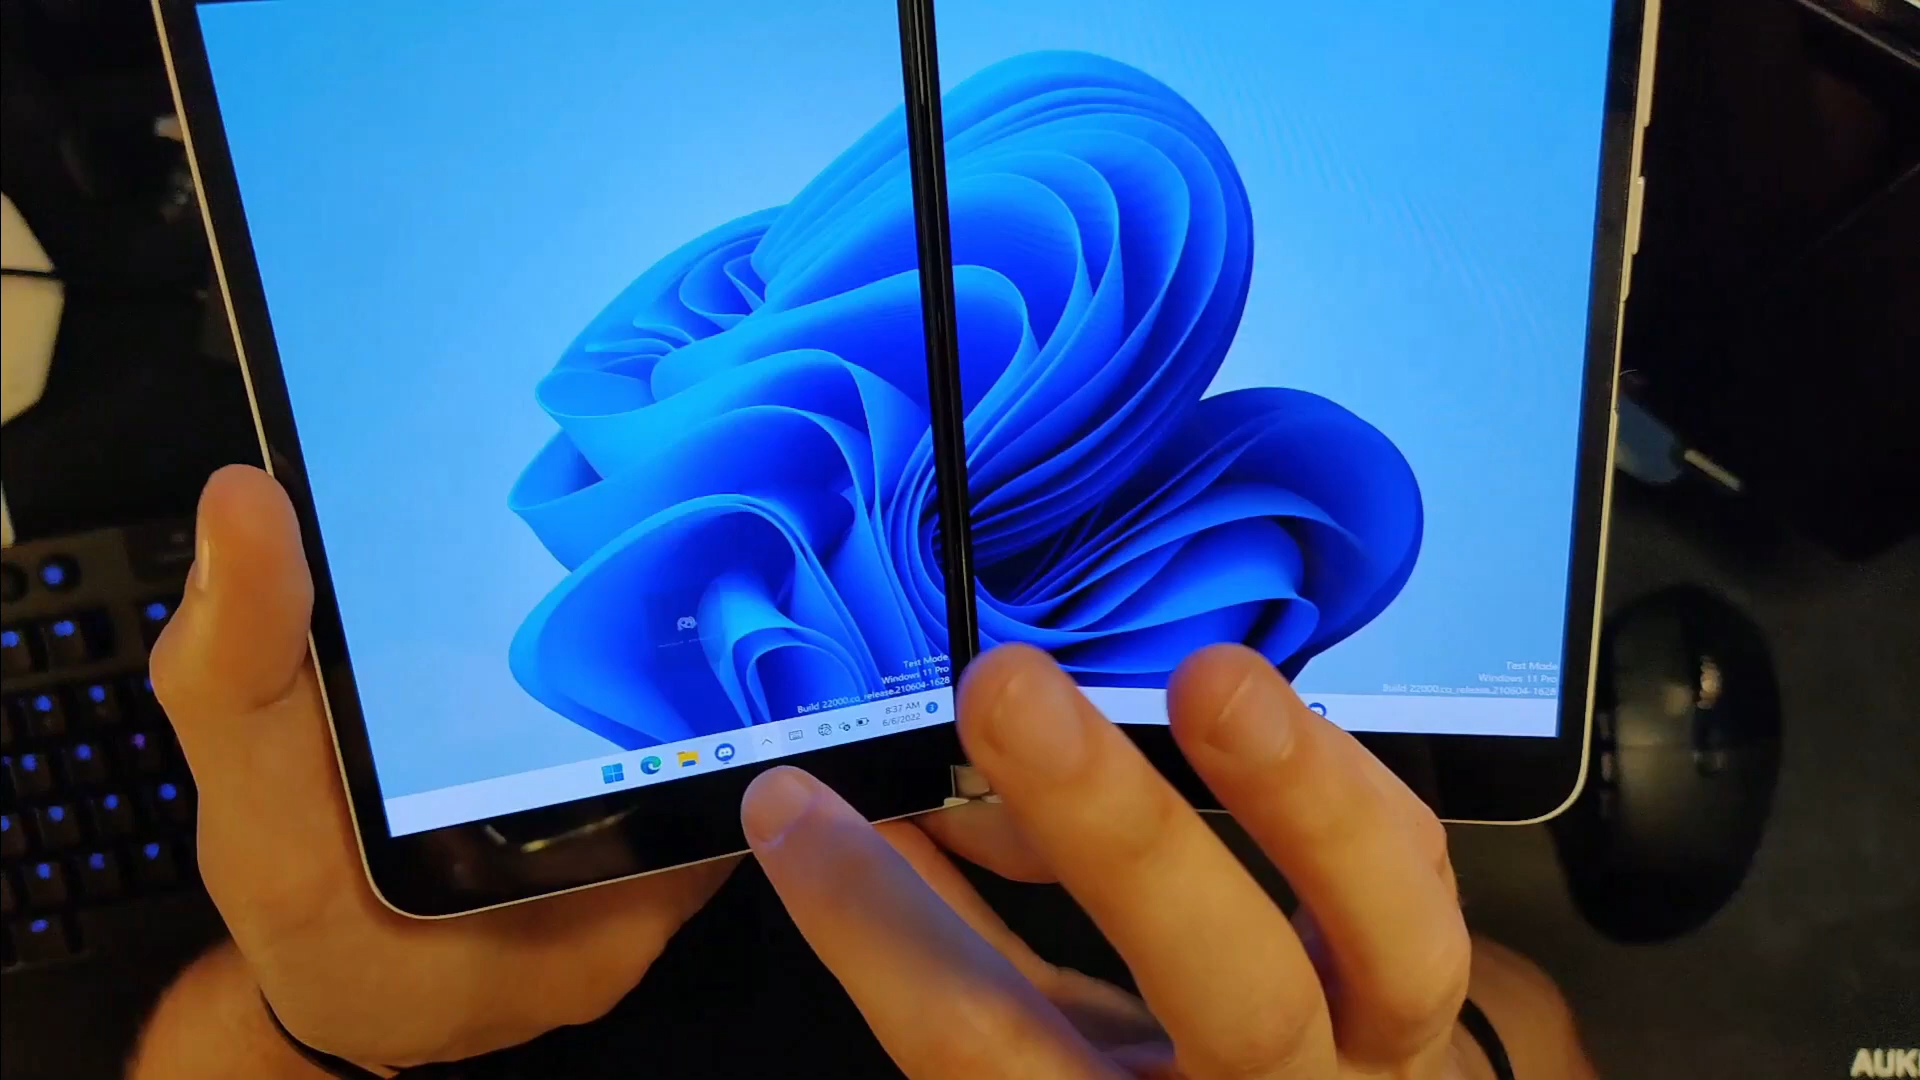 Test Mode
Windows 11 Pro
Build 22000.co_release.210604-1628
8:37 AM
6/6/2022
3
Test Mode
Windows 11 Pro
Build 22000.co_release.210604-1628
AUK